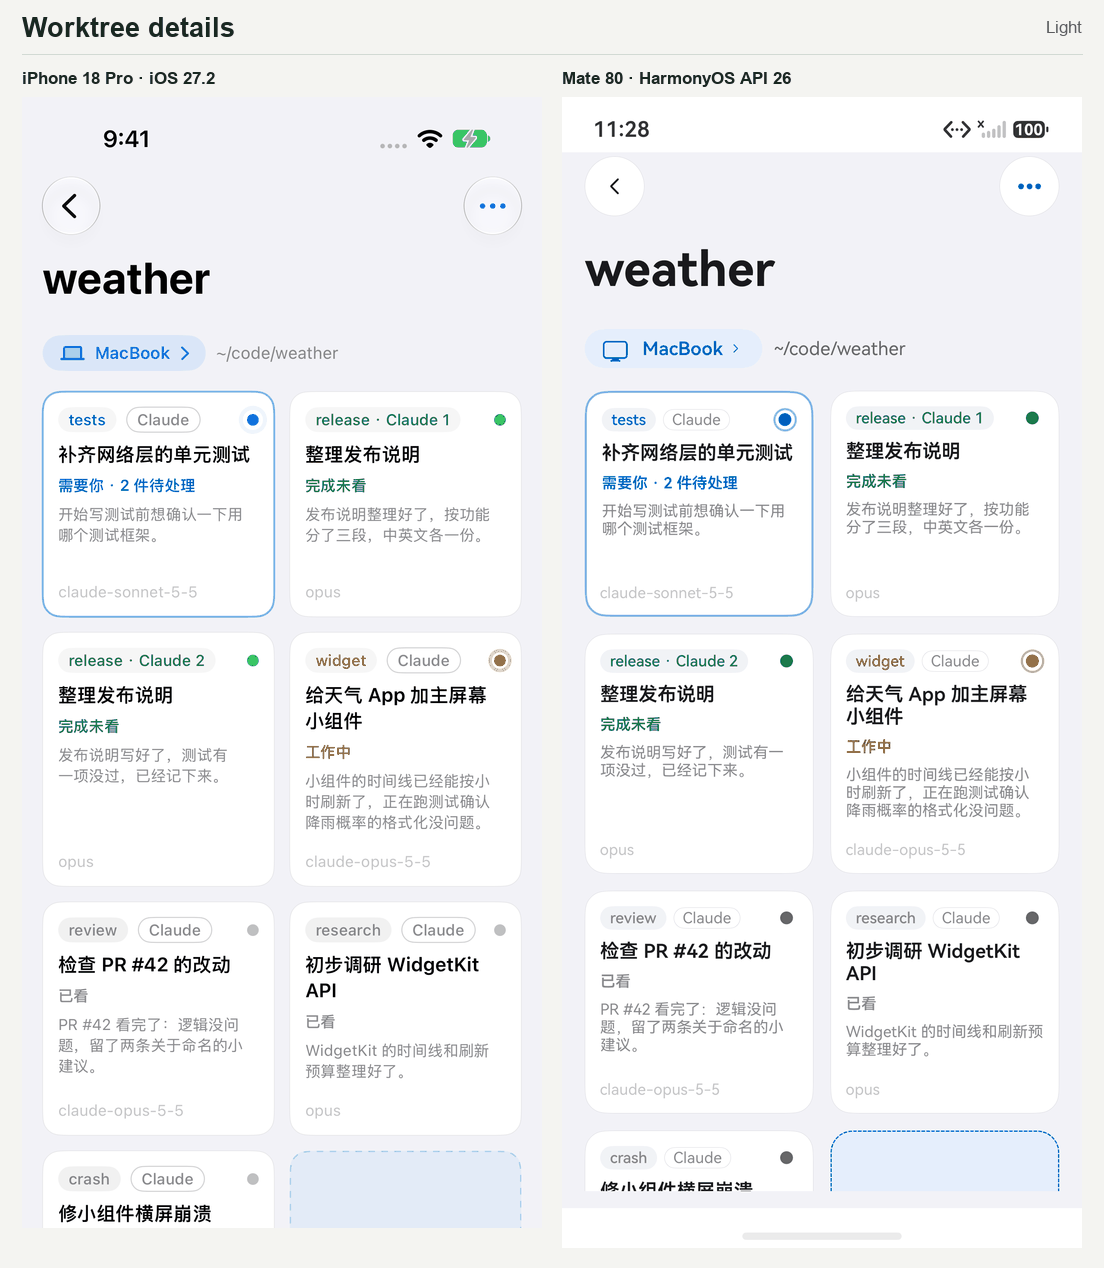 Worktree details
Light
iPhone 18 Pro · iOS 27.2
9:41
weather
MacBook
~/code/weather
tests
Claude
补齐网络层的单元测试
需要你 · 2 件待处理
开始写测试前想确认一下用
哪个测试框架。
claude-sonnet-5-5
release · Claude 1
整理发布说明
完成未看
发布说明整理好了，按功能
分了三段，中英文各一份。
opus
release · Claude 2
整理发布说明
完成未看
发布说明写好了，测试有
一项没过，已经记下来。
opus
widget
Claude
给天气 App 加主屏幕
小组件
工作中
小组件的时间线已经能按小
时刷新了，正在跑测试确认
降雨概率的格式化没问题。
claude-opus-5-5
review
Claude
检查 PR #42 的改动
已看
PR #42 看完了：逻辑没问
题，留了两条关于命名的小
建议。
claude-opus-5-5
research
Claude
初步调研 WidgetKit
API
已看
WidgetKit 的时间线和刷新
预算整理好了。
opus
crash
Claude
修小组件横屏崩溃
Mate 80 · HarmonyOS API 26
11:28
100
weather
MacBook
~/code/weather
tests
Claude
补齐网络层的单元测试
需要你 · 2 件待处理
开始写测试前想确认一下用
哪个测试框架。
claude-sonnet-5-5
release · Claude 1
整理发布说明
完成未看
发布说明整理好了，按功能
分了三段，中英文各一份。
opus
release · Claude 2
整理发布说明
完成未看
发布说明写好了，测试有一
项没过，已经记下来。
opus
widget
Claude
给天气 App 加主屏幕
小组件
工作中
小组件的时间线已经能按小
时刷新了，正在跑测试确认
降雨概率的格式化没问题。
claude-opus-5-5
review
Claude
检查 PR #42 的改动
已看
PR #42 看完了：逻辑没问
题，留了两条关于命名的小
建议。
claude-opus-5-5
research
Claude
初步调研 WidgetKit
API
已看
WidgetKit 的时间线和刷新预
算整理好了。
opus
crash
Claude
修小组件横屏崩溃